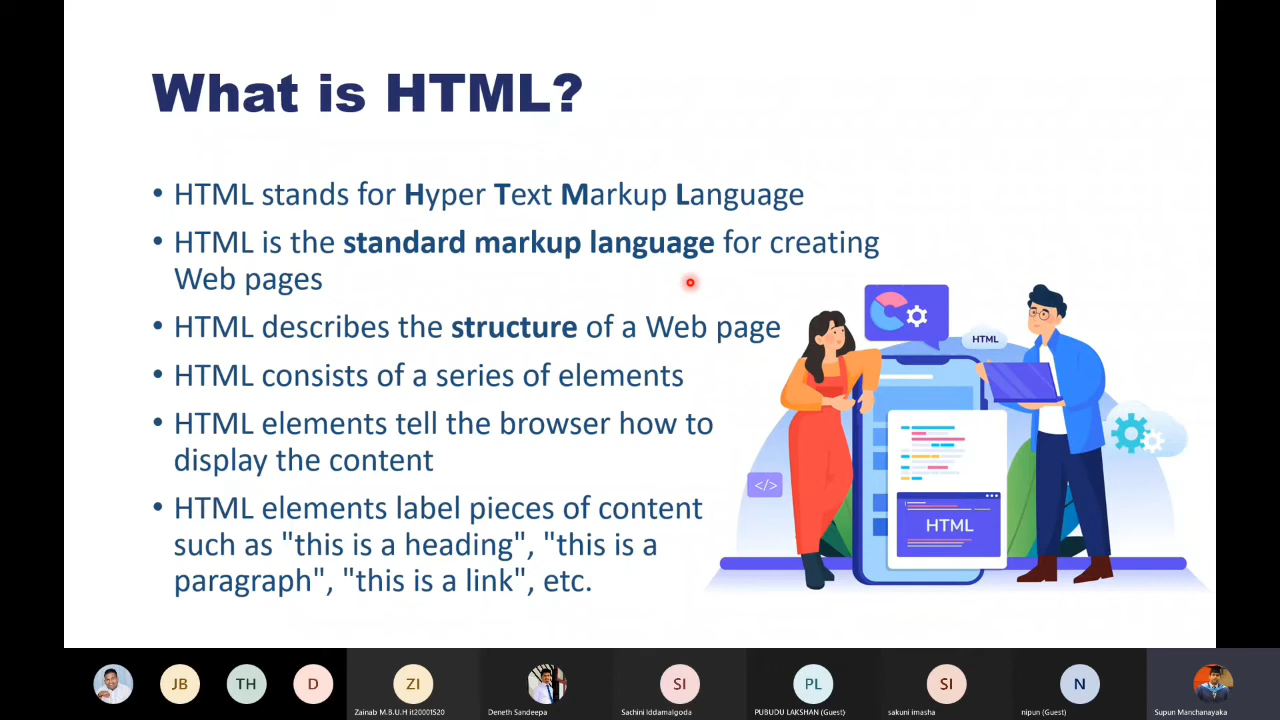 What is HTML?
• HTML stands for Hyper Text Markup Language
• HTML is the standard markup language for creating
Web pages
• HTML describes the structure of a Web page
• HTML consists of a series of elements
• HTML elements tell the browser how to
display the content
• HTML elements label pieces of content
such as "this is a heading", "this is a
paragraph", "this is a link", etc.
HTML
</>
HTML
JB
TH
D
ZI
SI
PL
SI
N
Zainab M.B.U.H it20001520
Deneth Sandeepa
Sachini Iddamalgoda
PUBUDU LAKSHAN (Guest)
sakuni imasha
nipun (Guest)
Supun Manchanayaka